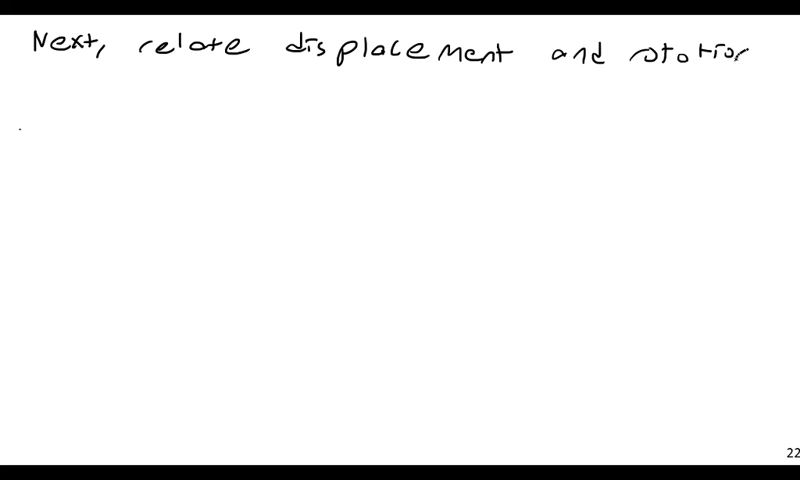 Next, relate displacement and rotation
22